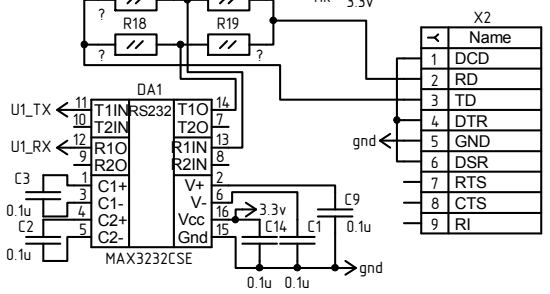 3.3v
?
R18
R19
?
X2
Name
1 DCD
2 RD
3 TD
4 DTR
5 GND
6 DSR
7 RTS
8 CTS
9 RI
gnd
DA1
RS232
U1_TX 11 T1IN T1O 14
10 T2IN T2O 7
U1_RX 12 R1O R1IN 13
9 R2O R2IN 8
C3 1 C1+ V+ 2
3 C1- V- 6
0.1u
4 C2+ Vcc 16 3.3v
C2 5 C2- Gnd 15
0.1u
MAX3232CSE
C14 C1
C9
0.1u
gnd
0.1u 0.1u